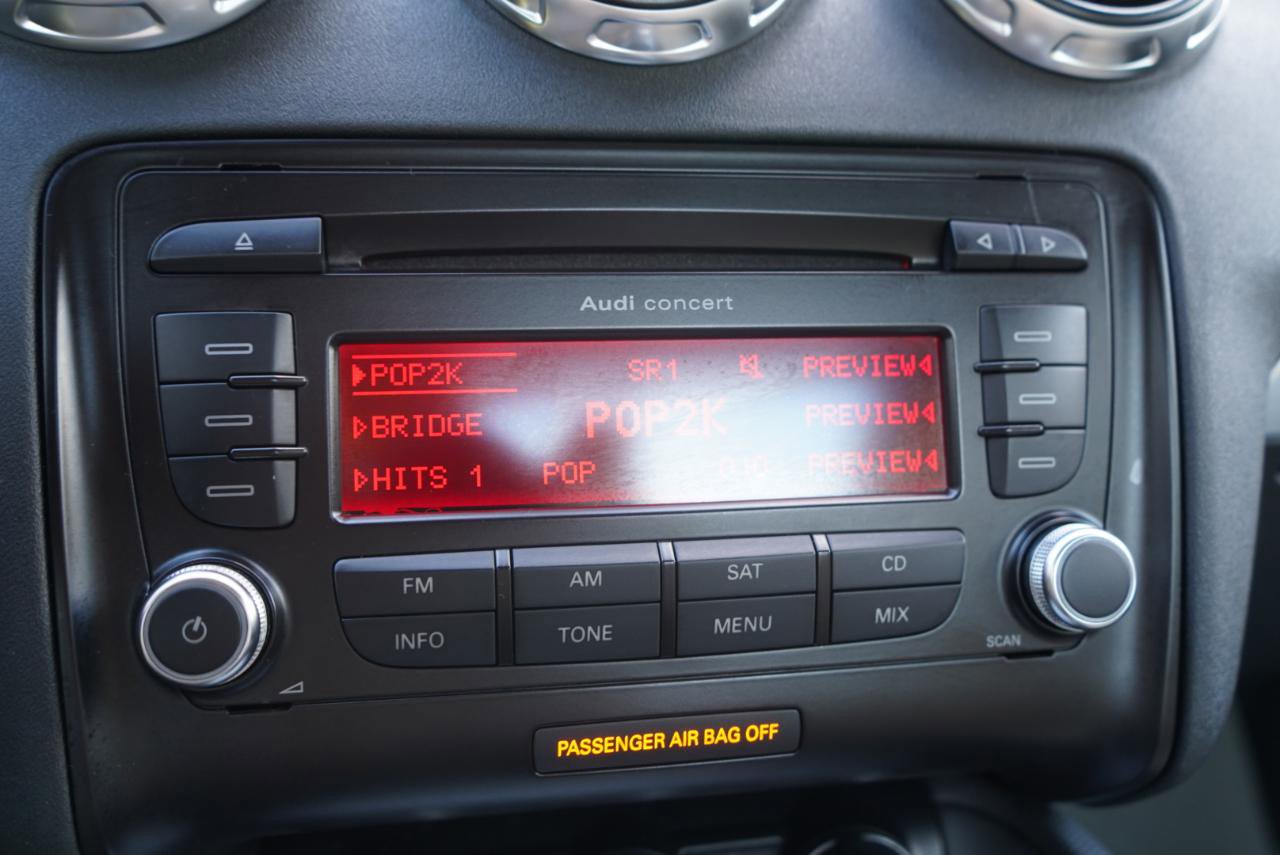 Audi concert
POP2K SR1 PREVIEW
BRIDGE POP2K PREVIEW
HITS 1 POP 010 PREVIEW
FM AM SAT CD
INFO TONE MENU MIX
SCAN
PASSENGER AIR BAG OFF